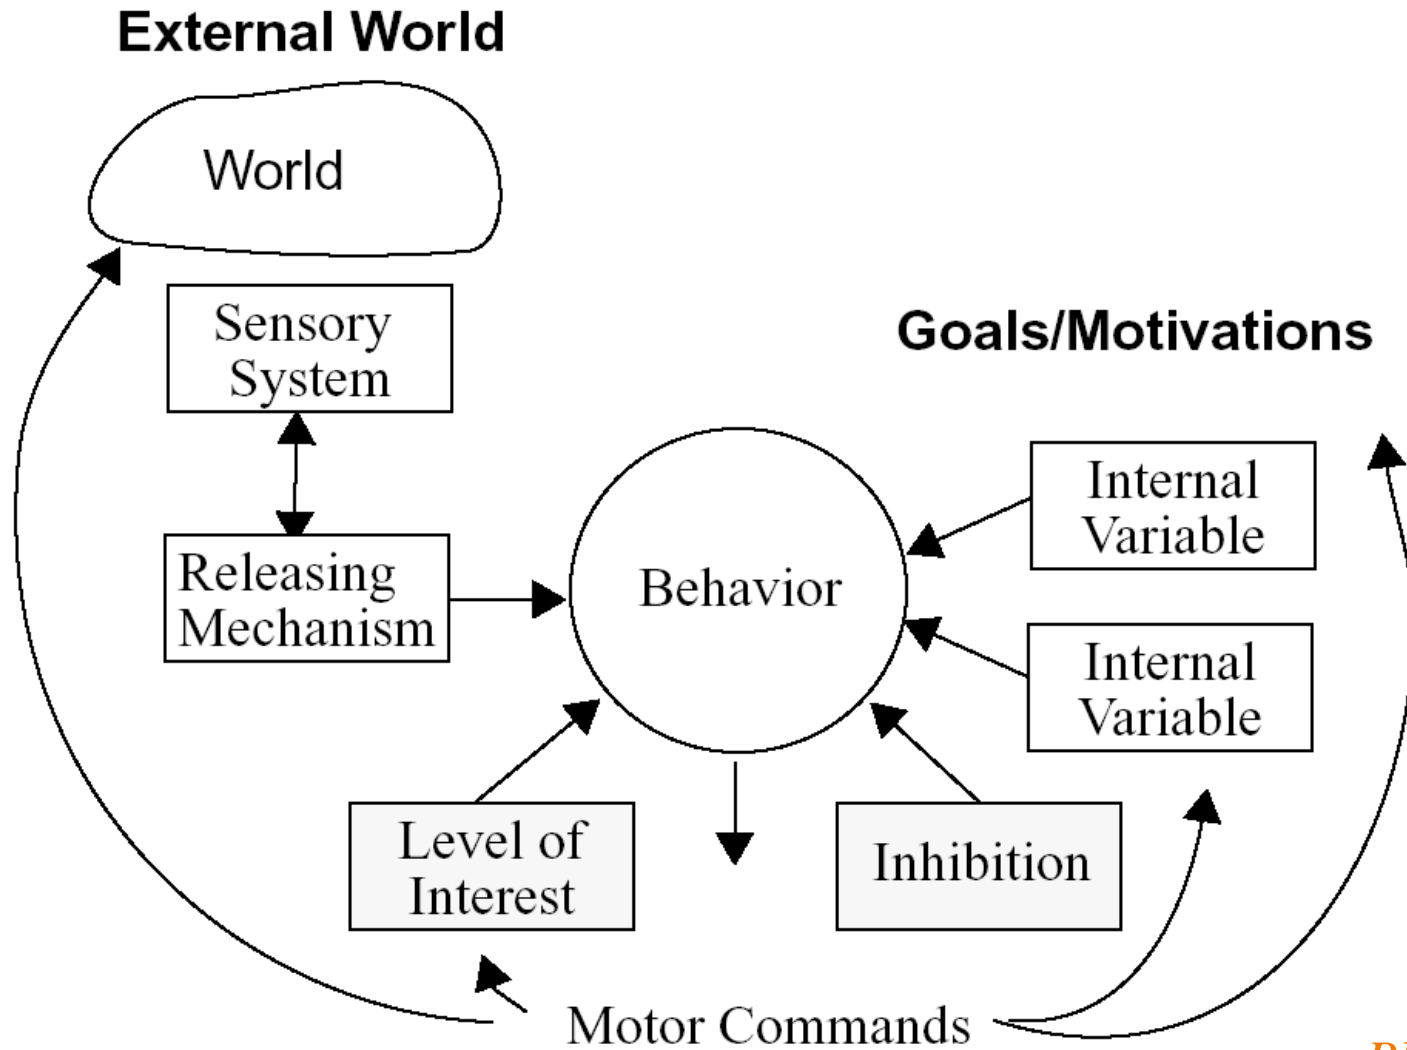 External World
World
Sensory
System
Goals/Motivations
Internal
Variable
Releasing
Mechanism
Behavior
Internal
Variable
Level of
Interest
Inhibition
Motor Commands